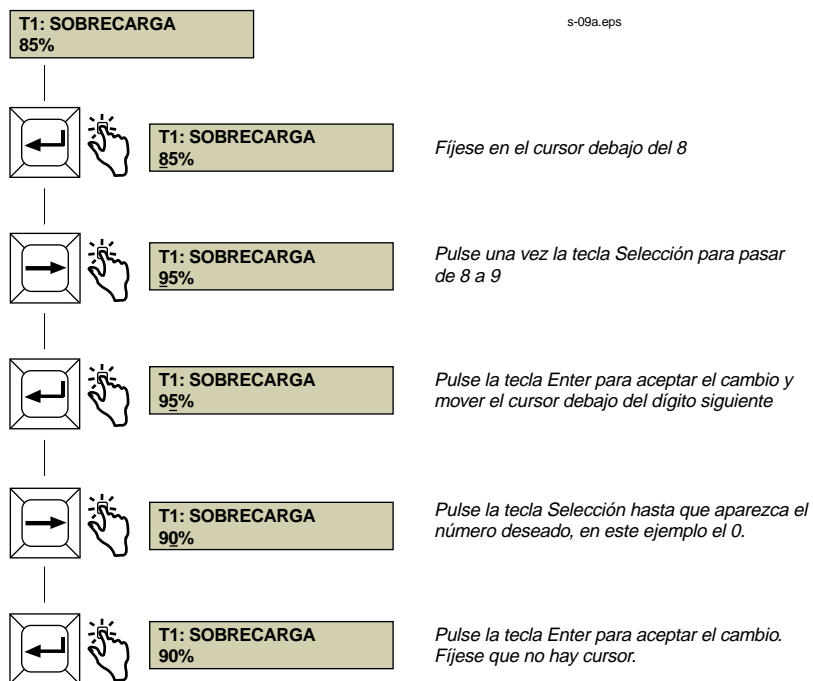 T1: SOBRECARGA
85%
s-09a.eps
T1: SOBRECARGA
85%
Fíjese en el cursor debajo del 8
T1: SOBRECARGA
95%
Pulse una vez la tecla Selección para pasar
de 8 a 9
T1: SOBRECARGA
95%
Pulse la tecla Enter para aceptar el cambio y
mover el cursor debajo del dígito siguiente
T1: SOBRECARGA
90%
Pulse la tecla Selección hasta que aparezca el
número deseado, en este ejemplo el 0.
T1: SOBRECARGA
90%
Pulse la tecla Enter para aceptar el cambio.
Fíjese que no hay cursor.